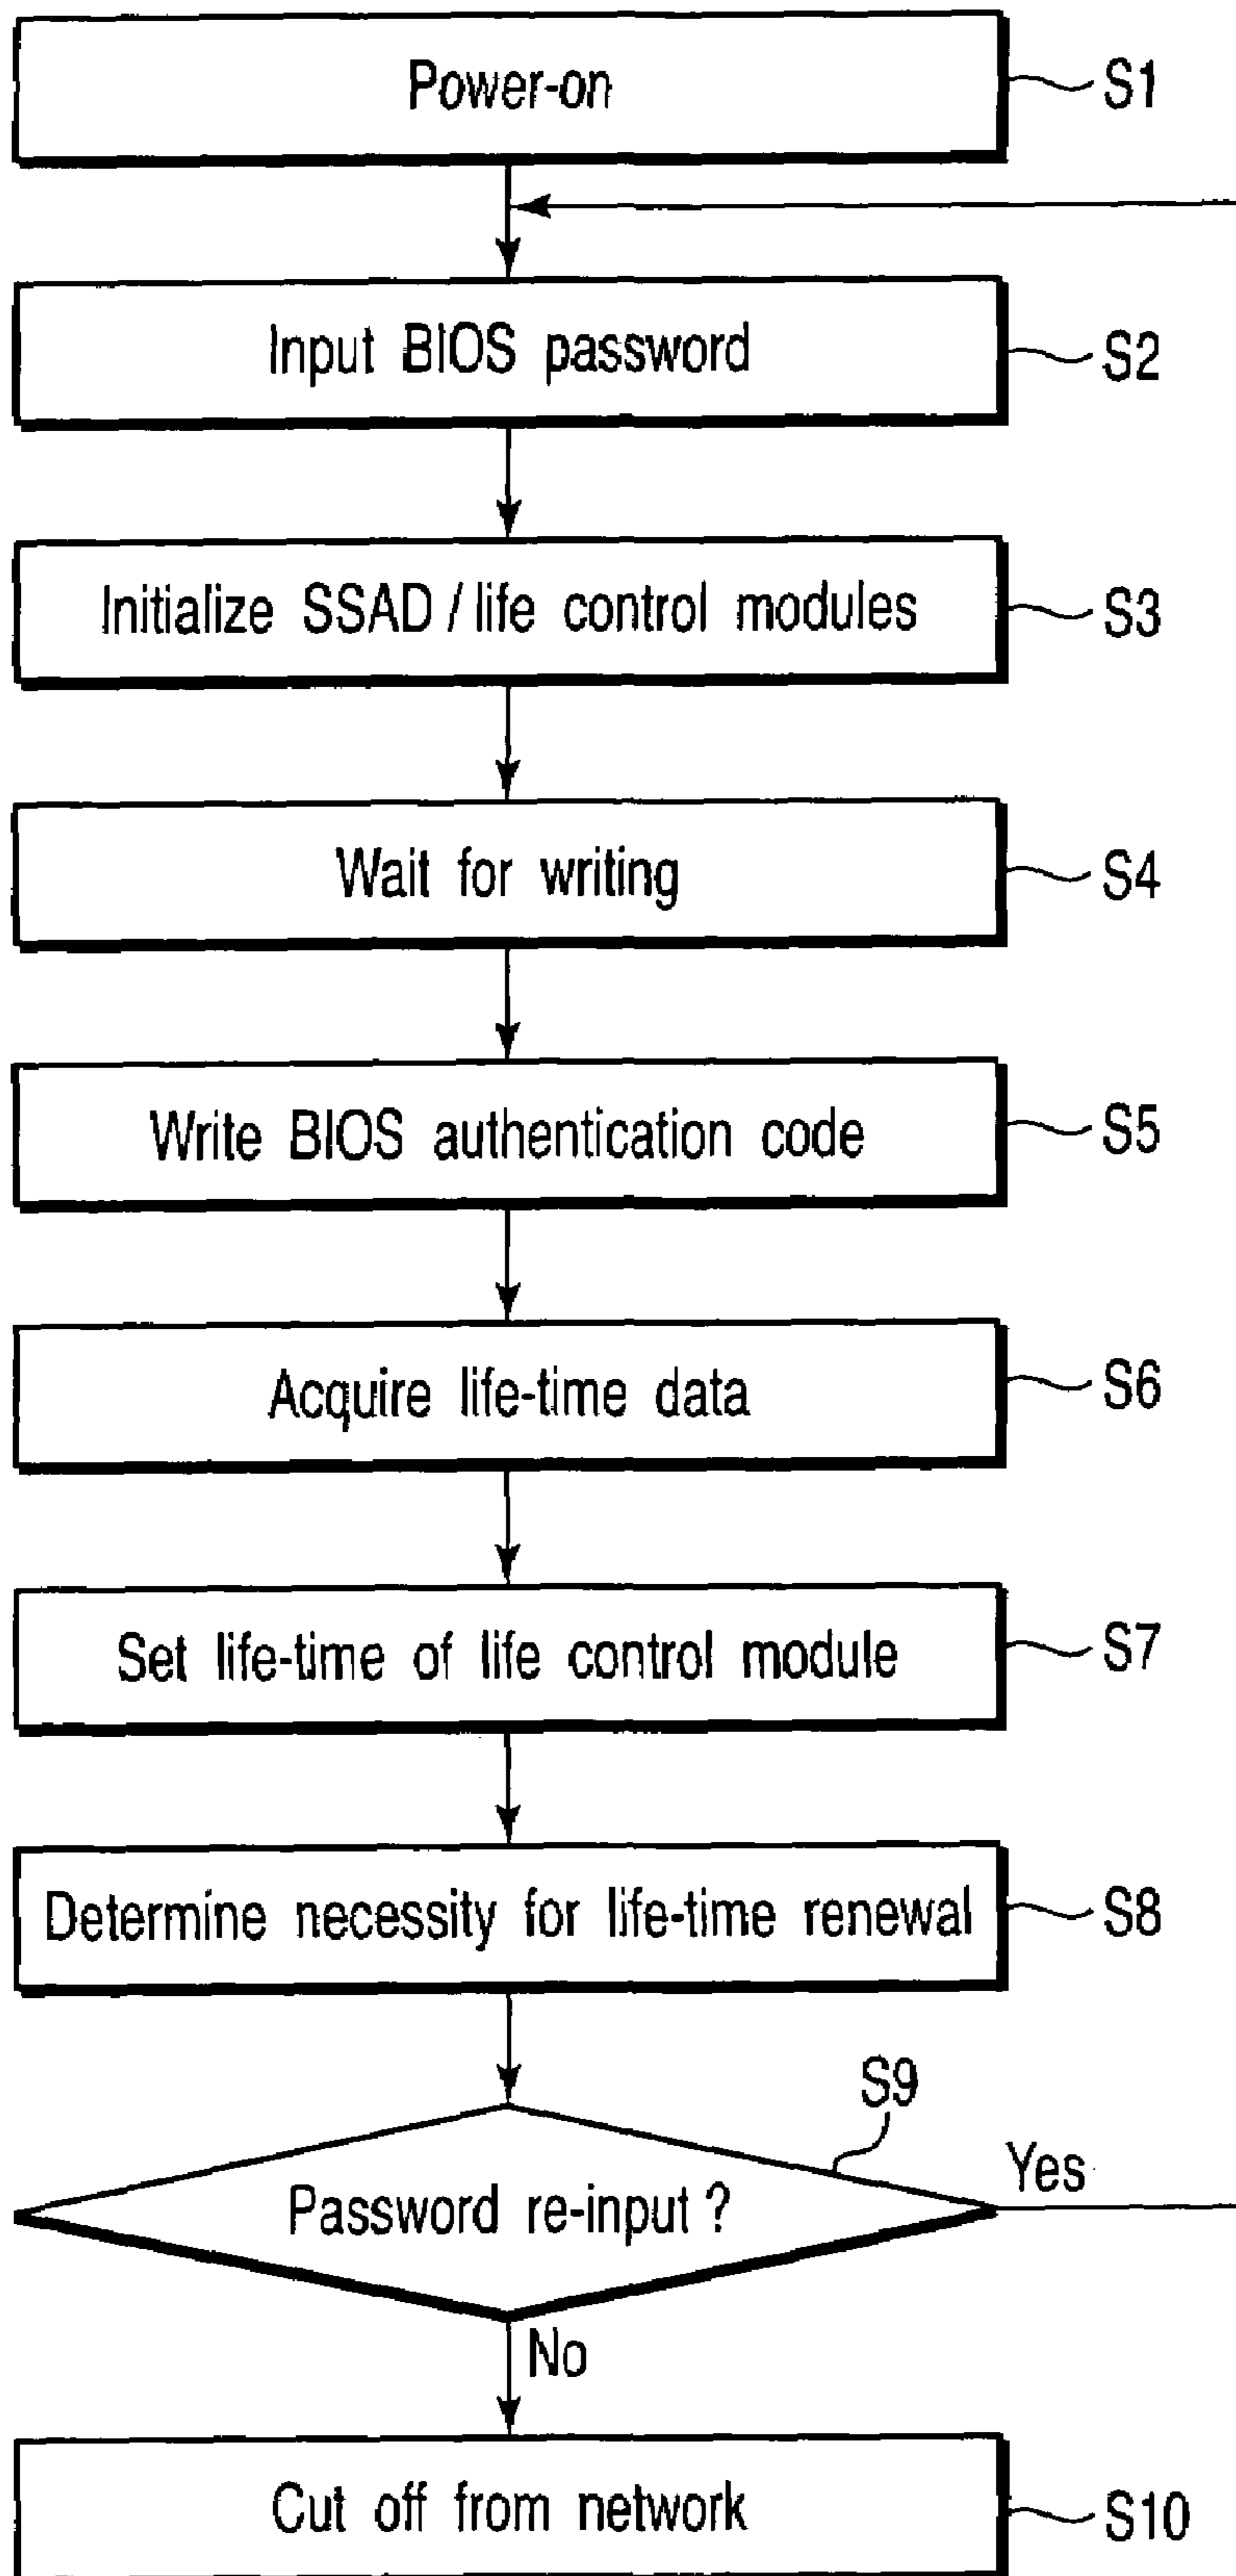 Power-on
S1
Input BIOS password
S2
Initialize SSAD / life control modules
S3
Wait for writing
S4
Write BIOS authentication code
S5
Acquire life-time data
S6
Set life-time of life control module
S7
Determine necessity for life-time renewal
S8
S9
Password re-input ?
Yes
No
Cut off from network
S10